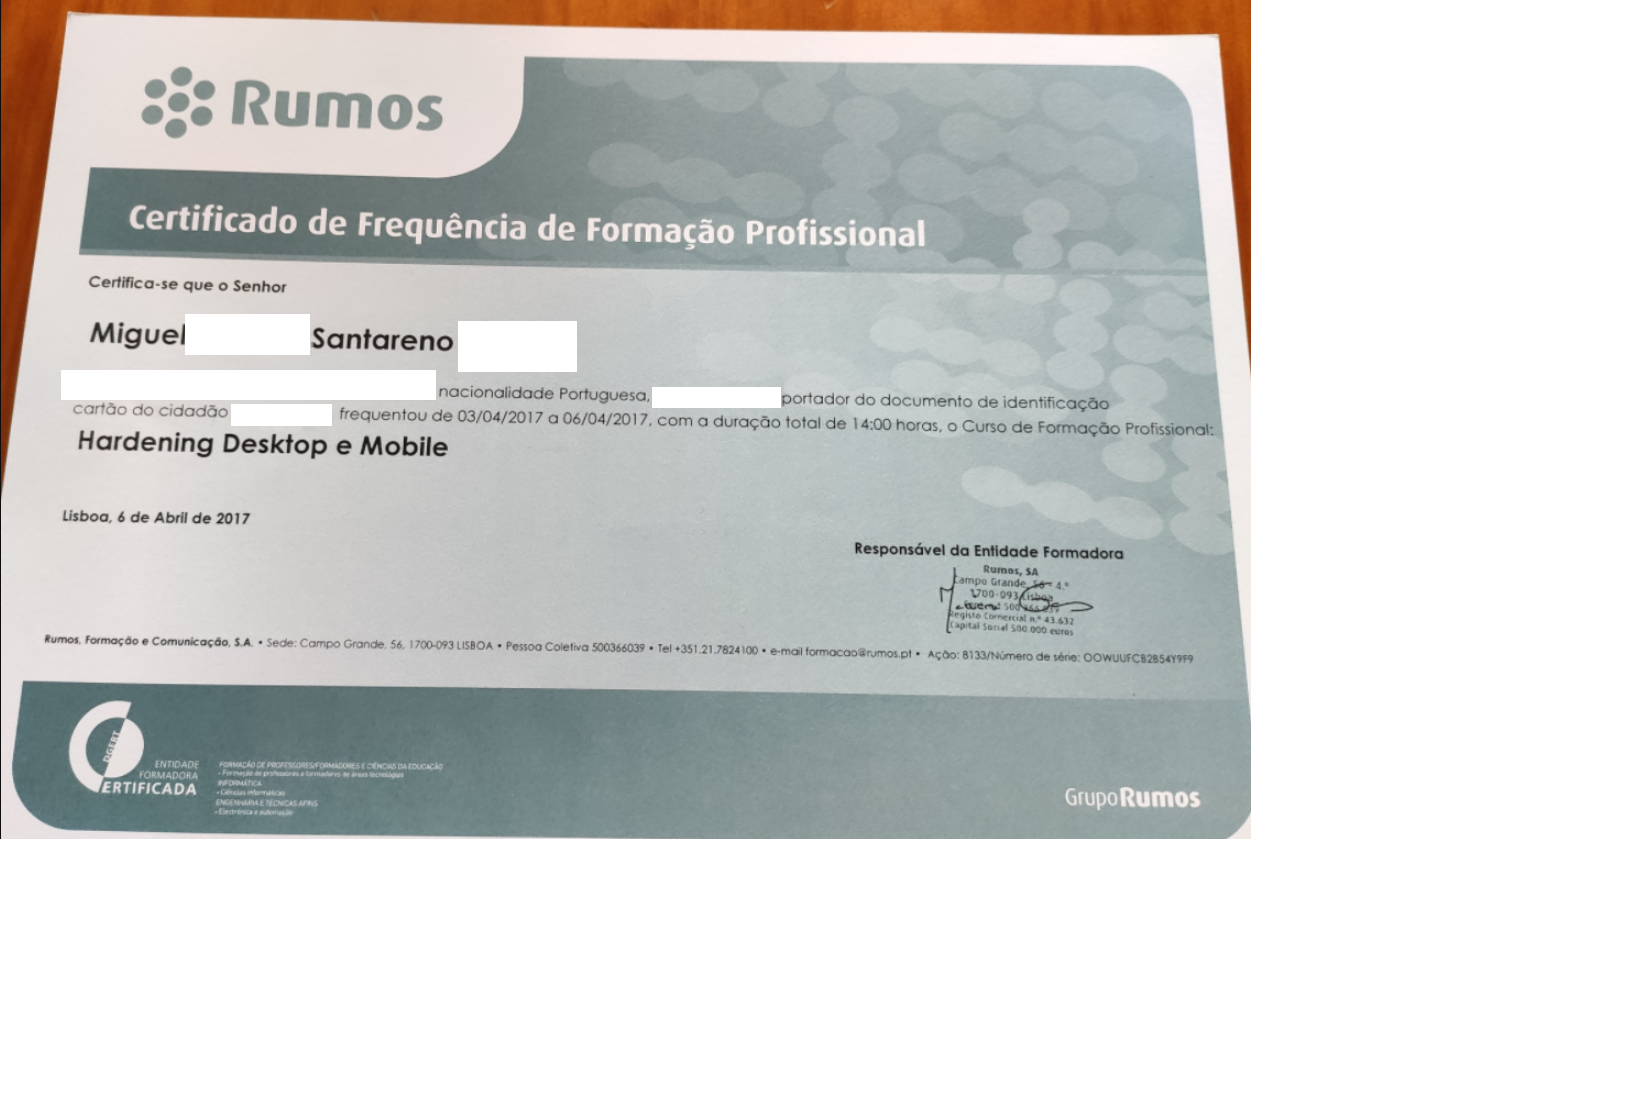 Rumos
Certificado de Frequência de Formação Profissional
Certifica-se que o Senhor
Miguel Santareno
nacionalidade Portuguesa, portador do documento de identificação
cartão do cidadão frequentou de 03/04/2017 a 06/04/2017, com a duração total de 14:00 horas, o Curso de Formação Profissional:
Hardening Desktop e Mobile
Lisboa, 6 de Abril de 2017
Responsável da Entidade Formadora
Rumos, SA
Campo Grande, 56 - 4.º
1700-093 Lisboa
500
Registo Comercial n.º 43.632
Capital Social 500.000 euros
Rumos, Formação e Comunicação, S.A. • Sede: Campo Grande, 56, 1700-093 LISBOA • Pessoa Coletiva 500366039 • Tel +351.21.7824100 • e-mail formacao@rumos.pt • Ação: 8133/Número de série: OOWUUFCB2B54Y9F9
DGERT
ENTIDADE
FORMADORA
CERTIFICADA
FORMAÇÃO DE PROFESSORES/FORMADORES E CIÊNCIAS DA EDUCAÇÃO
- Formação de professores e formadores de áreas tecnológicas
INFORMÁTICA
- Ciências informáticas
ENGENHARIA E TÉCNICAS AFINS
- Electrónica e automação
GrupoRumos